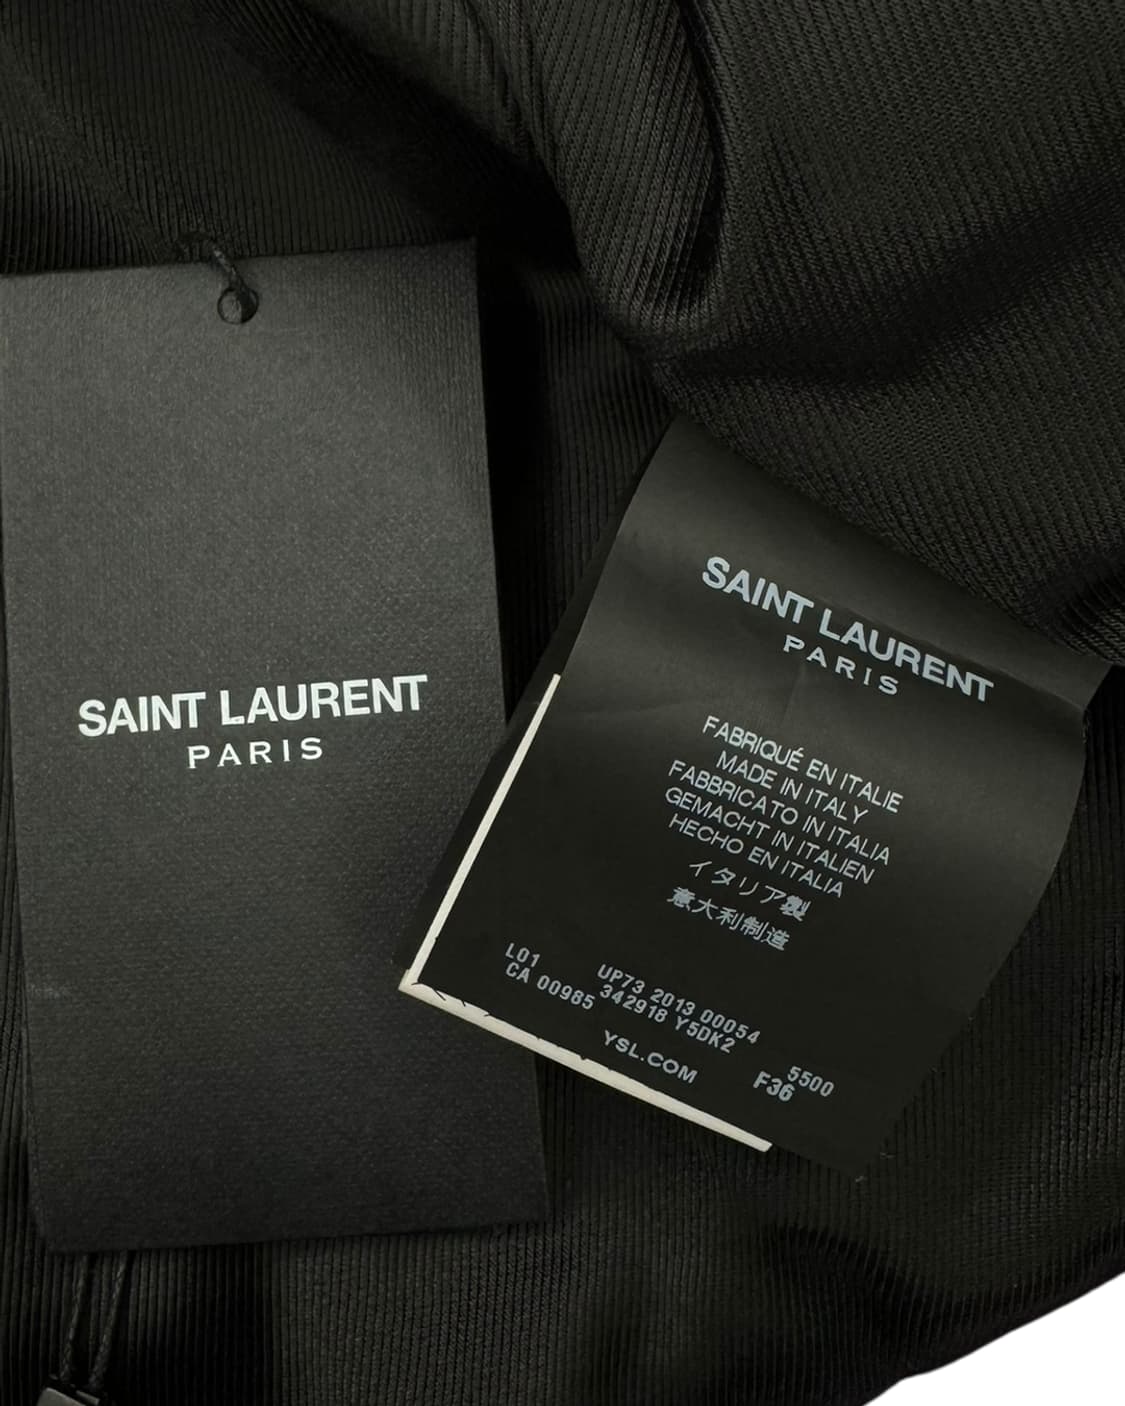 SAINT LAURENT
PARIS
SAINT LAURENT
PARIS
FABRIQUÉ EN ITALIE
MADE IN ITALY
FABBRICATO IN ITALIA
GEMACHT IN ITALIEN
HECHO EN ITALIA
イタリア製
意大利制造
L01 UP73 2013 00054
CA 00985 342918 Y5DK2 5500
YSL.COM F36